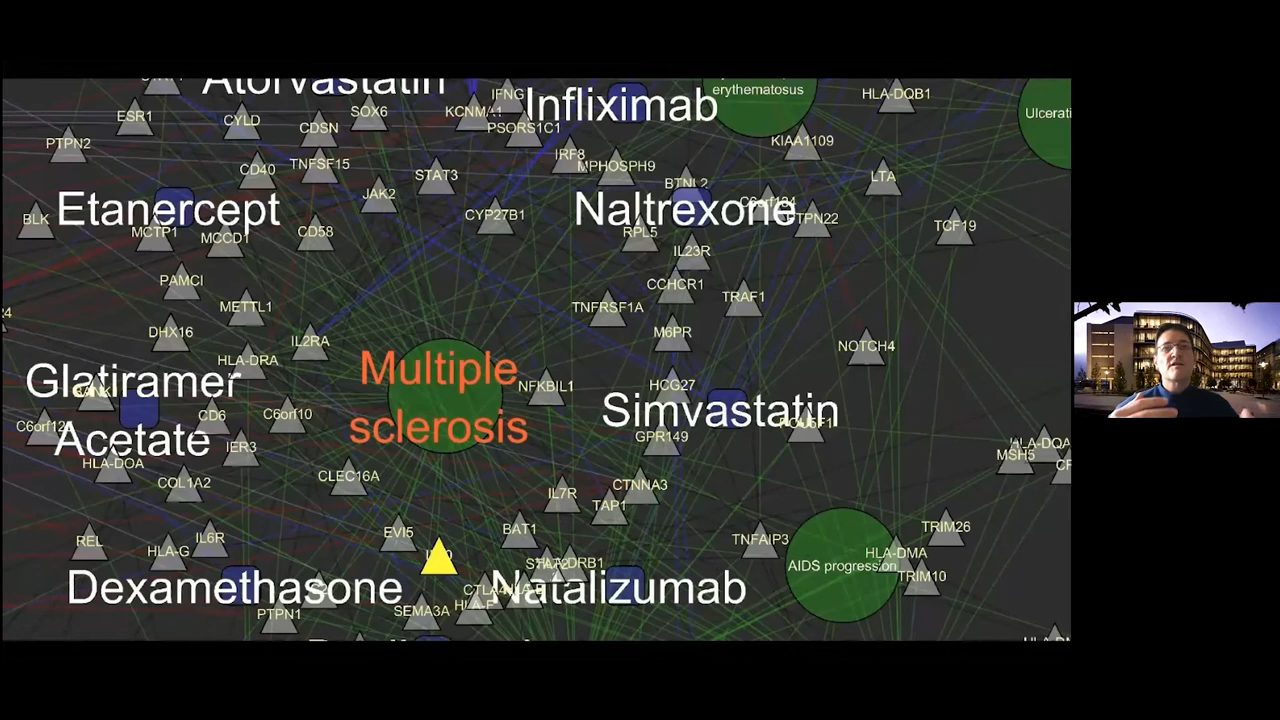 Atorvastatin
IFNG
erythematosus
HLA-DQB1
Infliximab
Ulcerati
ESR1
CYLD
SOX6
KCNMA1
CDSN
PSORS1C1
PTPN2
KIAA1109
IRF8
MPHOSPH9
CD40
TNFSF15
STAT3
BTNL2
LTA
JAK2
Etanercept
Naltrexone
BLK
CYP27B1
PTPN22
MCTP1
MCCD1
CD58
RPL5
TCF19
IL23R
PAMCI
CCHCR1
METTL1
TNFRSF1A
TRAF1
DHX16
IL2RA
M6PR
NOTCH4
HLA-DRA
Multiple
sclerosis
Glatiramer
Acetate
NFKBIL1
HCG27
Simvastatin
CD6
C6orf10
GPR149
IER3
HLA-DOA
HLA-DQA
MSH5
COL1A2
CLEC16A
CTNNA3
IL7R
TAP1
EVI5
BAT1
TNFAIP3
TRIM26
REL
IL6R
HLA-G
HLA-DMA
AIDS progression
TRIM10
Dexamethasone
Natalizumab
PTPN1
SEMA3A